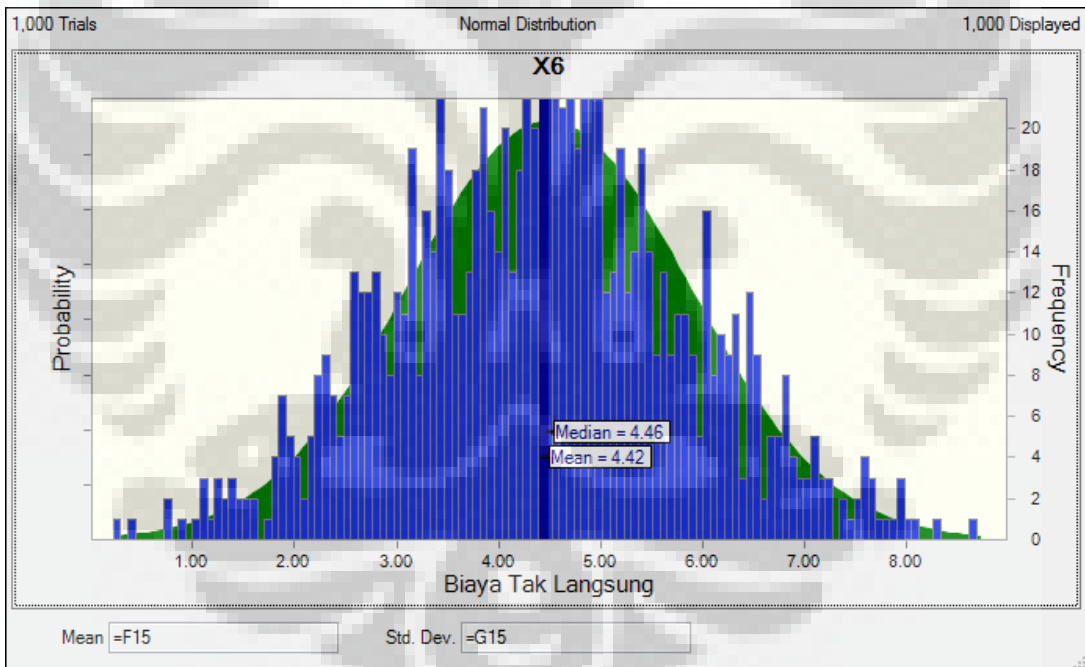 1,000 Trials Normal Distribution 1,000 Displayed
X6
Probability
Frequency
20
18
16
14
12
10
8
6
4
2
0
Median = 4.46
Mean = 4.42
1.00 2.00 3.00 4.00 5.00 6.00 7.00 8.00
Biaya Tak Langsung
Mean =F15 Std. Dev. =G15